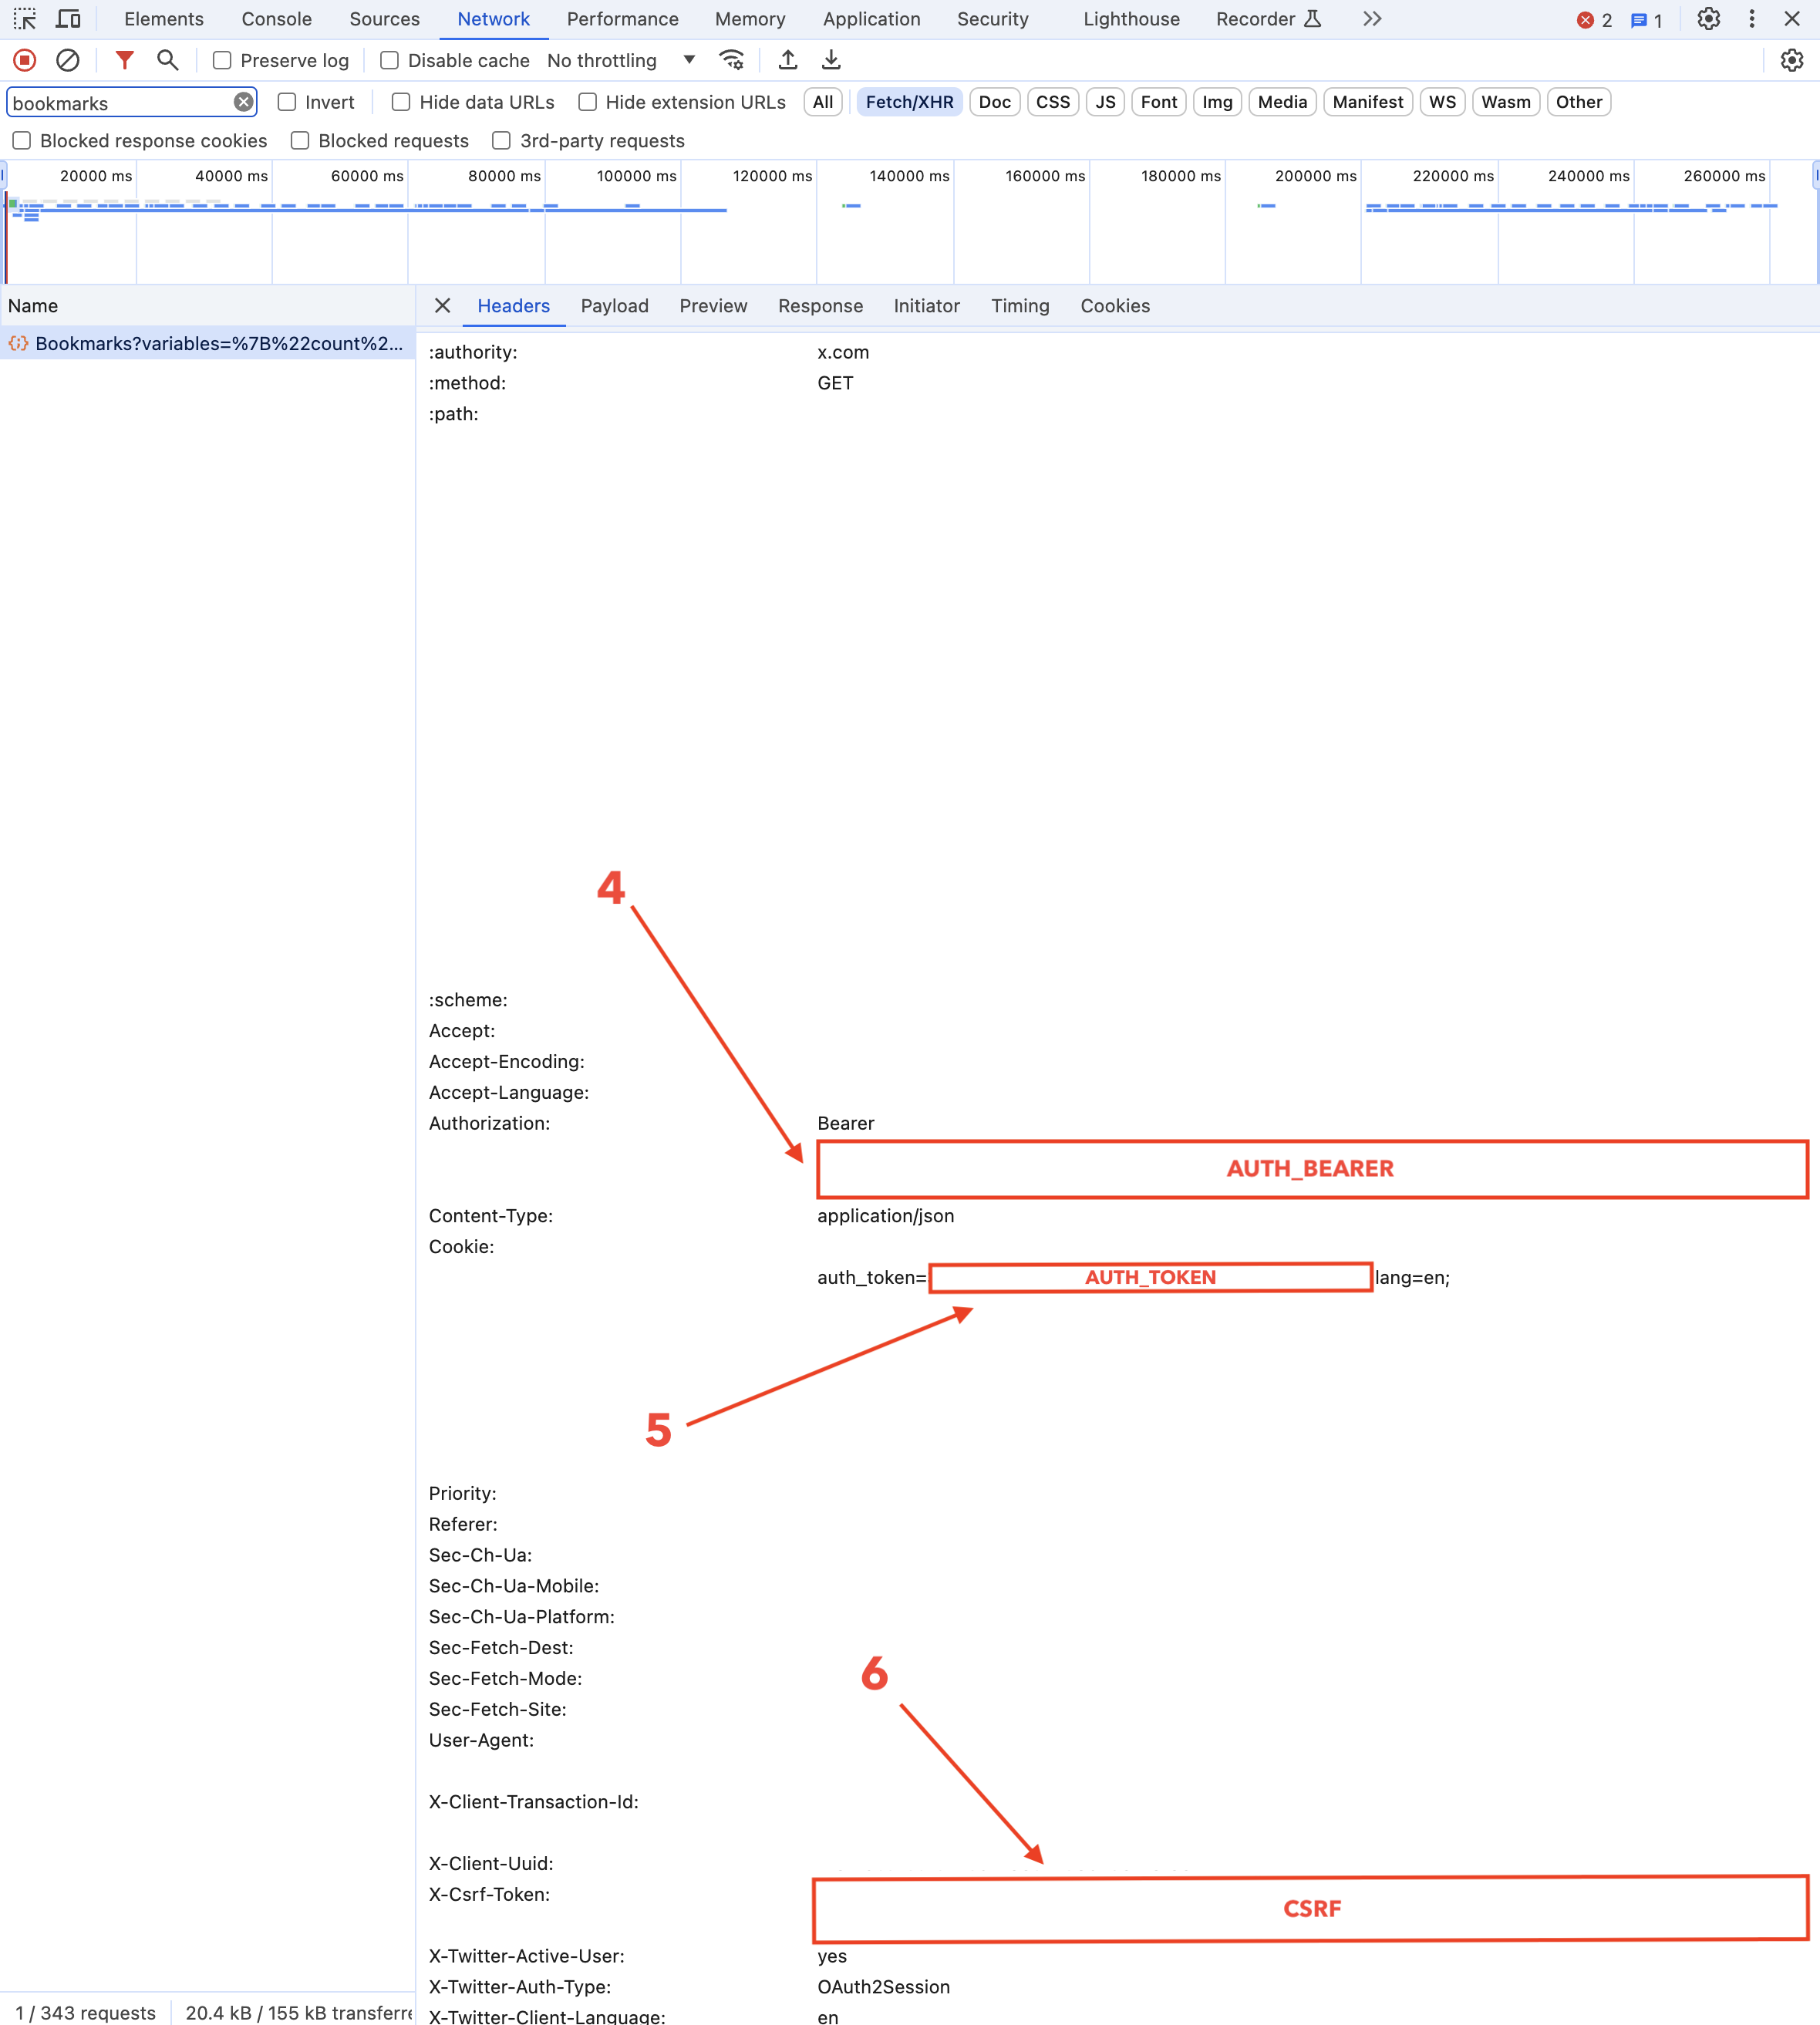 Elements Console Sources Network Performance Memory Application Security Lighthouse Recorder 2 1
Preserve log Disable cache No throttling
bookmarks Invert Hide data URLs Hide extension URLs All Fetch/XHR Doc CSS JS Font Img Media Manifest WS Wasm Other
Blocked response cookies Blocked requests 3rd-party requests
20000 ms 40000 ms 60000 ms 80000 ms 100000 ms 120000 ms 140000 ms 160000 ms 180000 ms 200000 ms 220000 ms 240000 ms 260000 ms
Name Headers Payload Preview Response Initiator Timing Cookies
Bookmarks?variables=%7B%22count%2...
:authority: x.com
:method: GET
:path:
4
:scheme:
Accept:
Accept-Encoding:
Accept-Language:
Authorization: Bearer
AUTH_BEARER
Content-Type: application/json
Cookie:
auth_token= AUTH_TOKEN lang=en;
5
Priority:
Referer:
Sec-Ch-Ua:
Sec-Ch-Ua-Mobile:
Sec-Ch-Ua-Platform:
Sec-Fetch-Dest:
6
Sec-Fetch-Mode:
Sec-Fetch-Site:
User-Agent:
X-Client-Transaction-Id:
X-Client-Uuid:
X-Csrf-Token: CSRF
X-Twitter-Active-User: yes
X-Twitter-Auth-Type: OAuth2Session
X-Twitter-Client-Language: en
1 / 343 requests 20.4 kB / 155 kB transferre